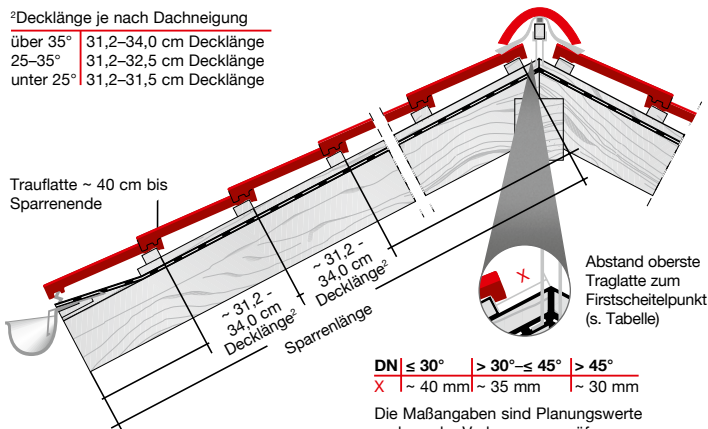 ²Decklänge je nach Dachneigung
über 35° 31,2–34,0 cm Decklänge
25–35° 31,2–32,5 cm Decklänge
unter 25° 31,2–31,5 cm Decklänge
Trauflatte ~ 40 cm bis
Sparrenende
~ 31,2 -
34,0 cm
Decklänge²
~ 31,2 -
34,0 cm
Decklänge²
Sparrenlänge
X
Abstand oberste
Traglatte zum
Firstscheitelpunkt
(s. Tabelle)
DN ≤ 30° > 30°–≤ 45° > 45°
X ~ 40 mm ~ 35 mm ~ 30 mm
Die Maßangaben sind Planungswerte